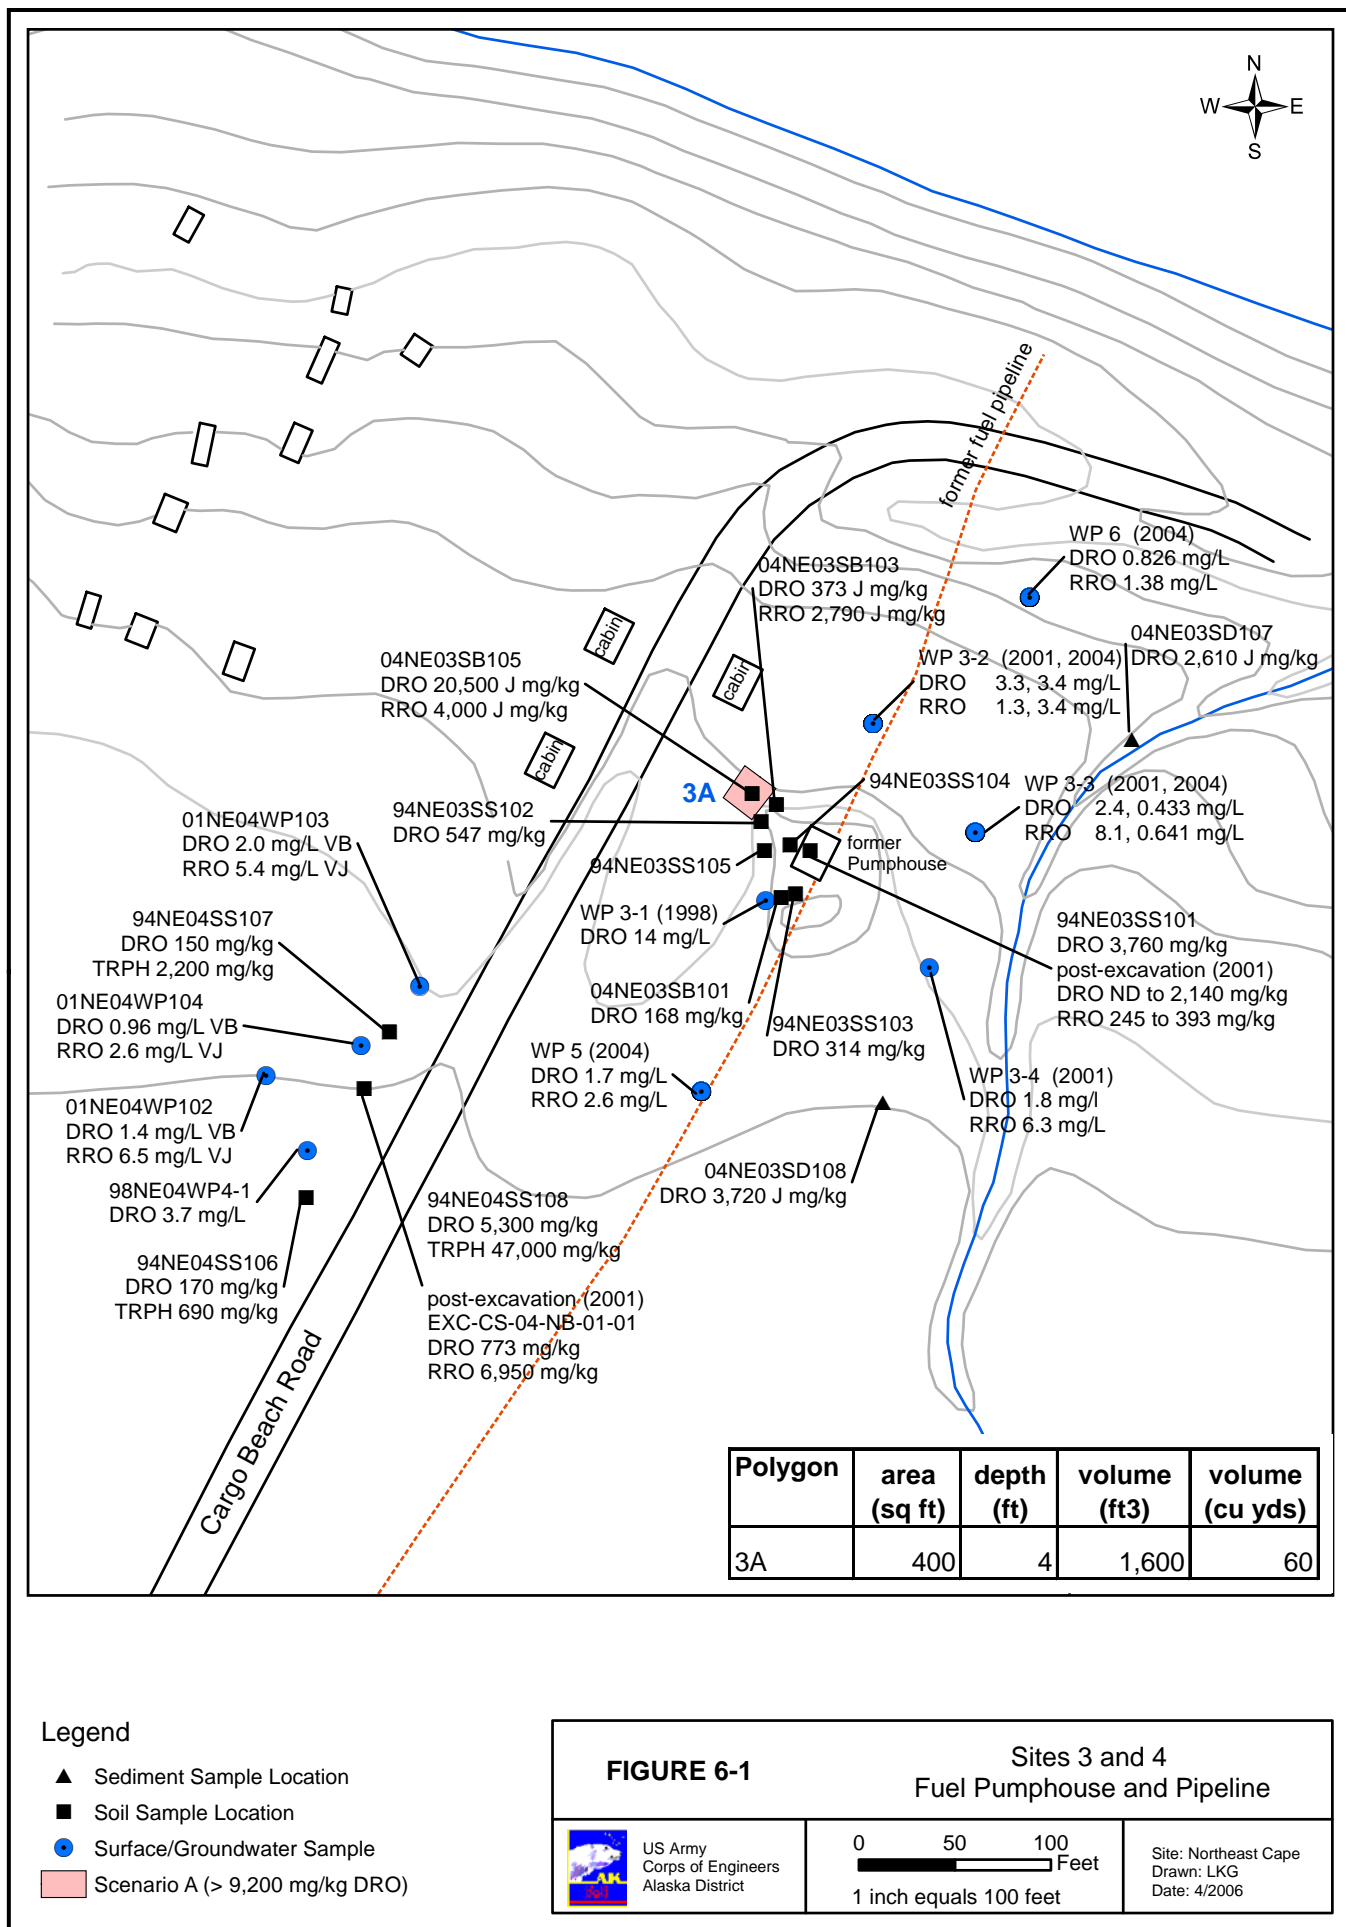 N
W E
S
former fuel pipeline
WP 6 (2004)
DRO 0.826 mg/L
RRO 1.38 mg/L
04NE03SB103
DRO 373 J mg/kg
RRO 2,790 J mg/kg
04NE03SD107
DRO 2,610 J mg/kg
cabin
cabin
cabin
04NE03SB105
DRO 20,500 J mg/kg
RRO 4,000 J mg/kg
WP 3-2 (2001, 2004)
DRO 3.3, 3.4 mg/L
RRO 1.3, 3.4 mg/L
3A
94NE03SS104
WP 3-3 (2001, 2004)
DRO 2.4, 0.433 mg/L
RRO 8.1, 0.641 mg/L
94NE03SS102
DRO 547 mg/kg
01NE04WP103
DRO 2.0 mg/L VB
RRO 5.4 mg/L VJ
former
Pumphouse
94NE03SS105
WP 3-1 (1998)
DRO 14 mg/L
94NE04SS107
DRO 150 mg/kg
TRPH 2,200 mg/kg
94NE03SS101
DRO 3,760 mg/kg
post-excavation (2001)
DRO ND to 2,140 mg/kg
RRO 245 to 393 mg/kg
04NE03SB101
DRO 168 mg/kg
01NE04WP104
DRO 0.96 mg/L VB
RRO 2.6 mg/L VJ
94NE03SS103
DRO 314 mg/kg
WP 5 (2004)
DRO 1.7 mg/L
RRO 2.6 mg/L
WP 3-4 (2001)
DRO 1.8 mg/l
RRO 6.3 mg/L
01NE04WP102
DRO 1.4 mg/L VB
RRO 6.5 mg/L VJ
04NE03SD108
DRO 3,720 J mg/kg
98NE04WP4-1
DRO 3.7 mg/L
94NE04SS108
DRO 5,300 mg/kg
TRPH 47,000 mg/kg
94NE04SS106
DRO 170 mg/kg
TRPH 690 mg/kg
post-excavation (2001)
EXC-CS-04-NB-01-01
DRO 773 mg/kg
RRO 6,950 mg/kg
Cargo Beach Road
Polygon area depth volume volume
(sq ft) (ft) (ft3) (cu yds)
3A 400 4 1,600 60
Legend
Sediment Sample Location
Soil Sample Location
Surface/Groundwater Sample
Scenario A (> 9,200 mg/kg DRO)
FIGURE 6-1
Sites 3 and 4
Fuel Pumphouse and Pipeline
AK
US Army
Corps of Engineers
Alaska District
0 50 100
Feet
1 inch equals 100 feet
Site: Northeast Cape
Drawn: LKG
Date: 4/2006